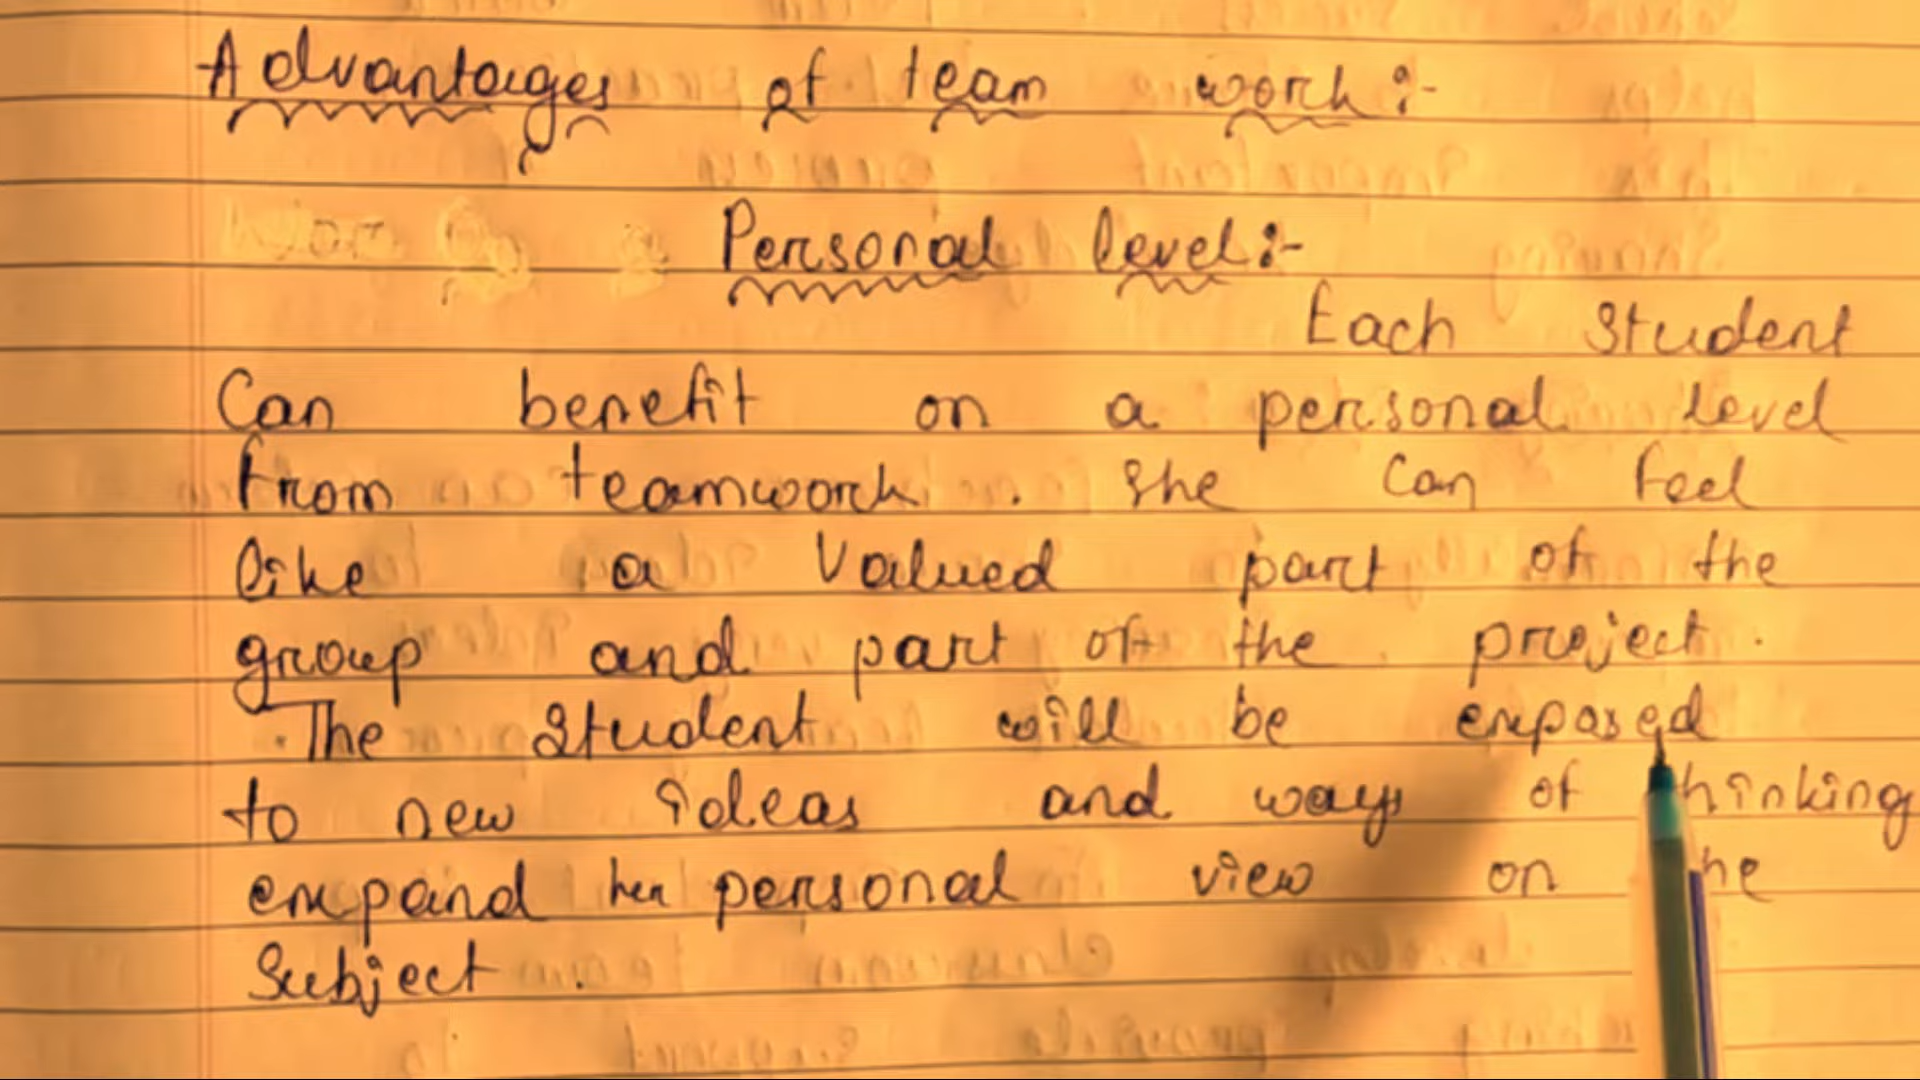 Advantages of team work :-
Personal level :-
Each Student
Can benefit on a personal level
from teamwork. She Can feel
like a Valued part of the
group and part of the project.
The Student will be exposed
to new ideas and ways of thinking
expand her personal view on the
Subject.